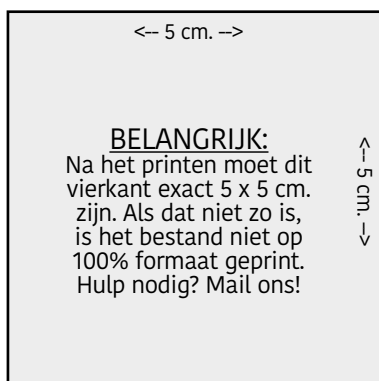 <-- 5 cm. -->
BELANGRIJK:
Na het printen moet dit
vierkant exact 5 x 5 cm.
zijn. Als dat niet zo is,
is het bestand niet op
100% formaat geprint.
Hulp nodig? Mail ons!
<-- 5 cm. -->